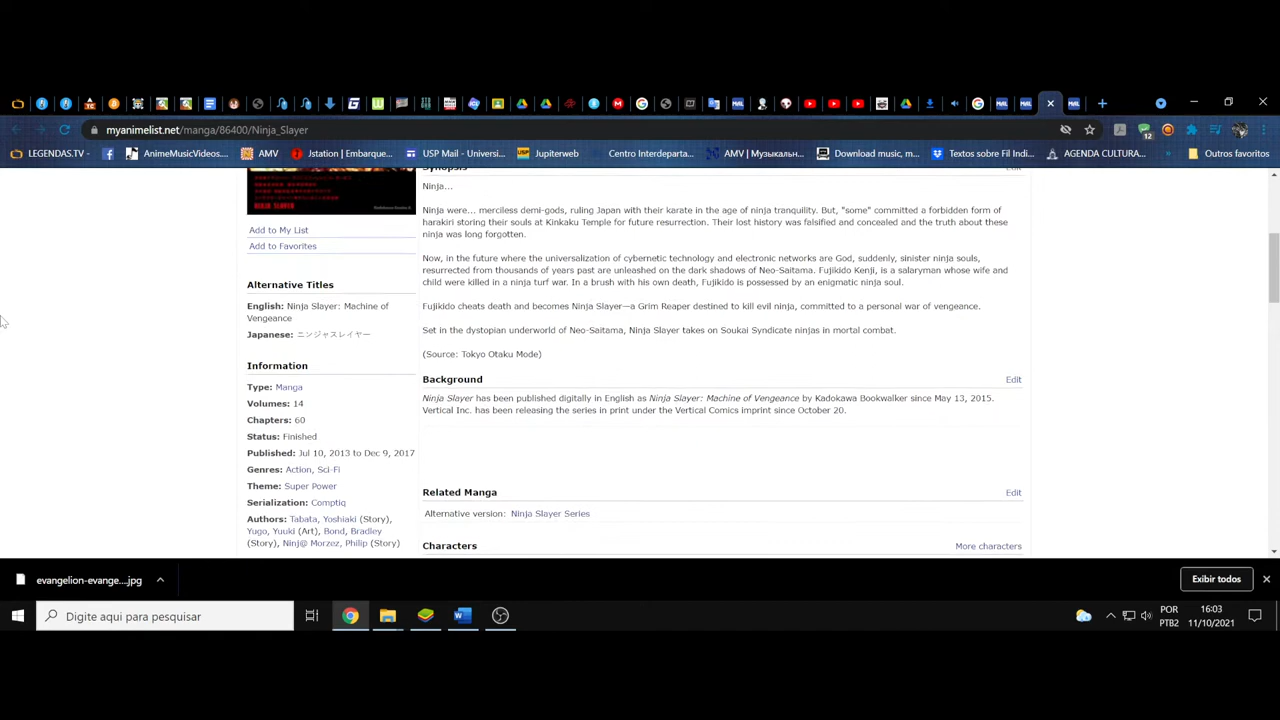 myanimelist.net/manga/86400/Ninja_Slayer
12
LEGENDAS.TV -
AnimeMusicVideos...
AMV
Jstation | Embarque...
USP Mail - Universi...
Jupiterweb
Centro Interdeparta...
AMV | Музыкальн...
Download music, m...
Textos sobre Fil Indi...
AGENDA CULTURA...
Outros favoritos
Synopsis
Edit
Ninja...
Ninja were... merciless demi-gods, ruling Japan with their karate in the age of ninja tranquility. But, "some" committed a forbidden form of
harakiri storing their souls at Kinkaku Temple for future resurrection. Their lost history was falsified and concealed and the truth about these
ninja was long forgotten.
Now, in the future where the universalization of cybernetic technology and electronic networks are God, suddenly, sinister ninja souls,
resurrected from thousands of years past are unleashed on the dark shadows of Neo-Saitama. Fujikido Kenji, is a salaryman whose wife and
child were killed in a ninja turf war. In a brush with his own death, Fujikido is possessed by an enigmatic ninja soul.
Fujikido cheats death and becomes Ninja Slayer—a Grim Reaper destined to kill evil ninja, committed to a personal war of vengeance.
Set in the dystopian underworld of Neo-Saitama, Ninja Slayer takes on Soukai Syndicate ninjas in mortal combat.
(Source: Tokyo Otaku Mode)
Background
Edit
Ninja Slayer has been published digitally in English as Ninja Slayer: Machine of Vengeance by Kadokawa Bookwalker since May 13, 2015.
Vertical Inc. has been releasing the series in print under the Vertical Comics imprint since October 20.
Related Manga
Edit
Alternative version: Ninja Slayer Series
Characters
More characters
NINJA SLAYER
Add to My List
Add to Favorites
Alternative Titles
English: Ninja Slayer: Machine of
Vengeance
Japanese: ニンジャスレイヤー
Information
Type: Manga
Volumes: 14
Chapters: 60
Status: Finished
Published: Jul 10, 2013 to Dec 9, 2017
Genres: Action, Sci-Fi
Theme: Super Power
Serialization: Comptiq
Authors: Tabata, Yoshiaki (Story),
Yugo, Yuuki (Art), Bond, Bradley
(Story), Ninj@ Morzez, Philip (Story)
evangelion-evange....jpg
Exibir todos
Digite aqui para pesquisar
POR
PTB2
16:03
11/10/2021